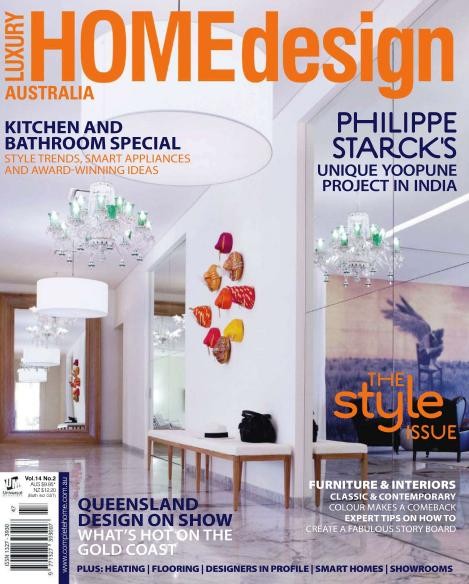 LUXURY
HOMEdesign
AUSTRALIA
KITCHEN AND
BATHROOM SPECIAL
STYLE TRENDS, SMART APPLIANCES
AND AWARD-WINNING IDEAS
PHILIPPE
STARCK'S
UNIQUE YOOPUNE
PROJECT IN INDIA
THE
style
ISSUE
FURNITURE & INTERIORS
CLASSIC & CONTEMPORARY
COLOUR MAKES A COMEBACK
EXPERT TIPS ON HOW TO
CREATE A FABULOUS STORY BOARD
Vol.14 No.2
www.completehome.com.au
QUEENSLAND
DESIGN ON SHOW
WHAT'S HOT ON THE
GOLD COAST
PLUS: HEATING | FLOORING | DESIGNERS IN PROFILE | SMART HOMES | SHOWROOMS